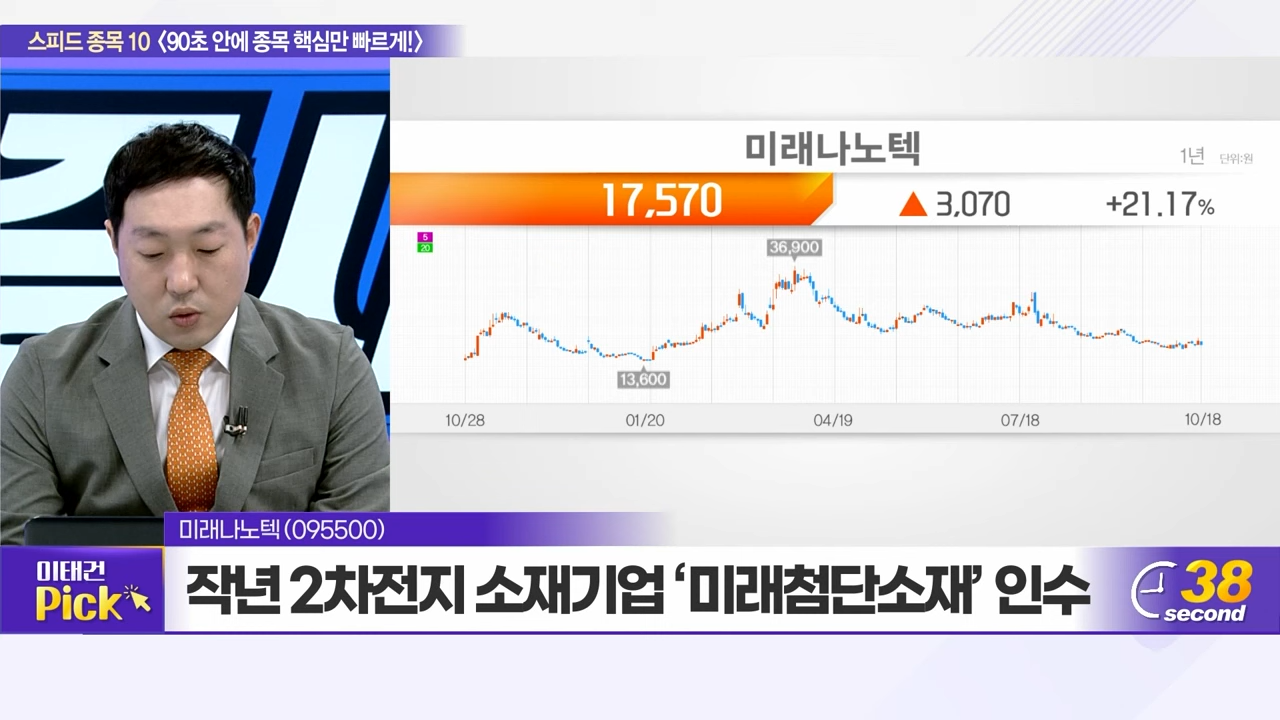 스피드 종목 10 〈90초 안에 종목 핵심만 빠르게!〉
미래나노텍
1년 단위:원
17,570 ▲ 3,070 +21.17%
5
20
36,900
13,600
10/28 01/20 04/19 07/18 10/18
미래나노텍(095500)
이태건
Pick
작년 2차전지 소재기업 ‘미래첨단소재’ 인수
38
second